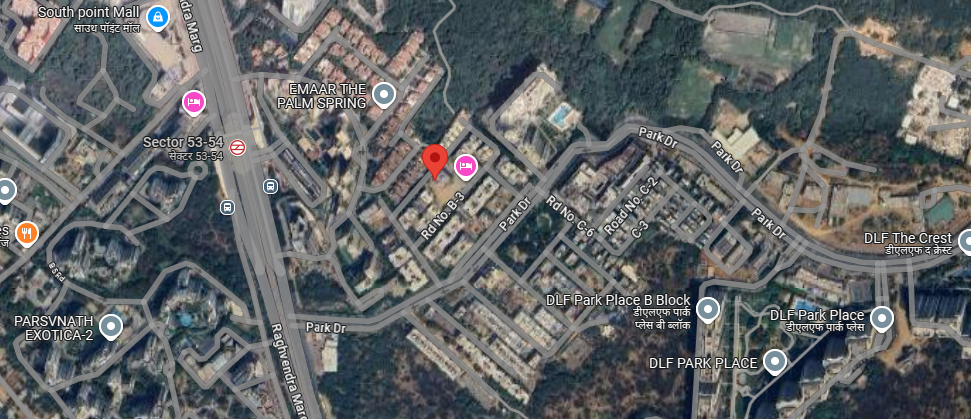 South point Mall
साउथ पॉइंट मॉल
ndra Marg
EMAAR THE
PALM SPRING
Sector 53-54
सेक्टर 53-54
Park Dr
Park Dr
Rd No. B-3
Park Dr
Rd No. C-6
Road No. C-2
C-3
Park Dr
DLF The Crest
डीएलएफ द क्रेस्ट
PARSVNATH
EXOTICA-2
Park Dr
Raghvendra Marg
DLF Park Place B Block
डीएलएफ पार्क
प्लेस बी ब्लॉक
DLF Park Place
डीएलएफ पार्क प्लेस
DLF PARK PLACE